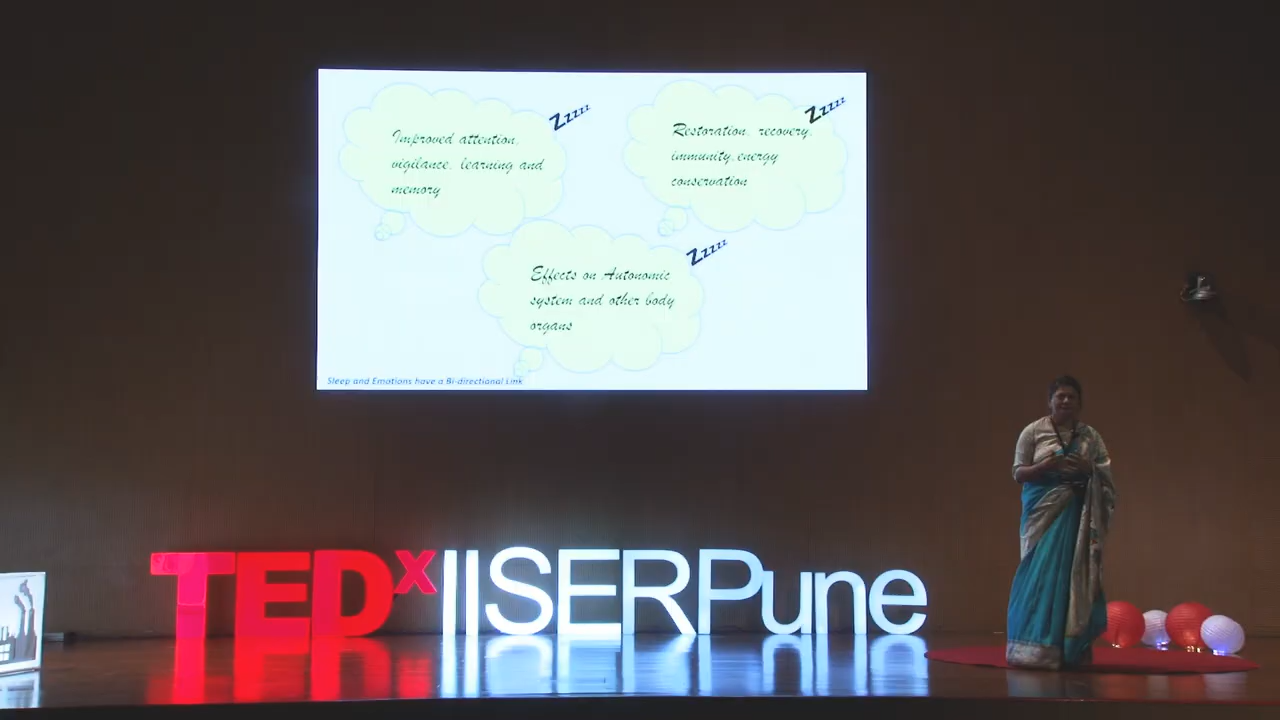 Improved attention,
vigilance, learning and
memory
Zzzzz
Restoration, recovery,
immunity,energy
conservation
Zzzzz
Effects on Autonomic
system and other body
organs
Zzzzz
Sleep and Emotions have a Bi-directional Link
TEDxIISERPune